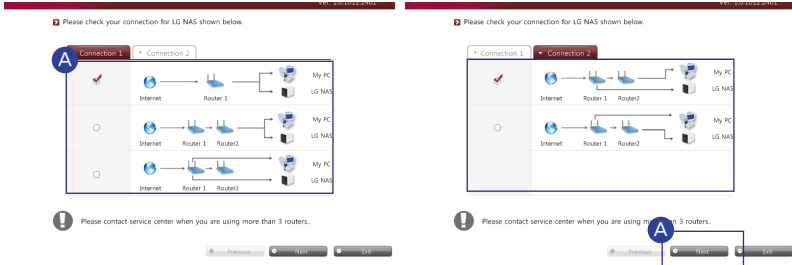 Ver. 1.0.1012.2401
Please check your connection for LG NAS shown below.
A
Connection 1
Connection 2
My PC
LG NAS
Internet
Router 1
My PC
LG NAS
Internet
Router 1
Router2
My PC
LG NAS
Internet
Router 1
Router2
Please contact service center when you are using more than 3 routers..
Previous
Next
Exit
Ver. 1.0.1012.2401
Please check your connection for LG NAS shown below.
Connection 1
Connection 2
My PC
LG NAS
Internet
Router 1
Router2
My PC
LG NAS
Internet
Router 1
Router2
Please contact service center when you are using m n 3 routers..
A
Previous
Next
Exit